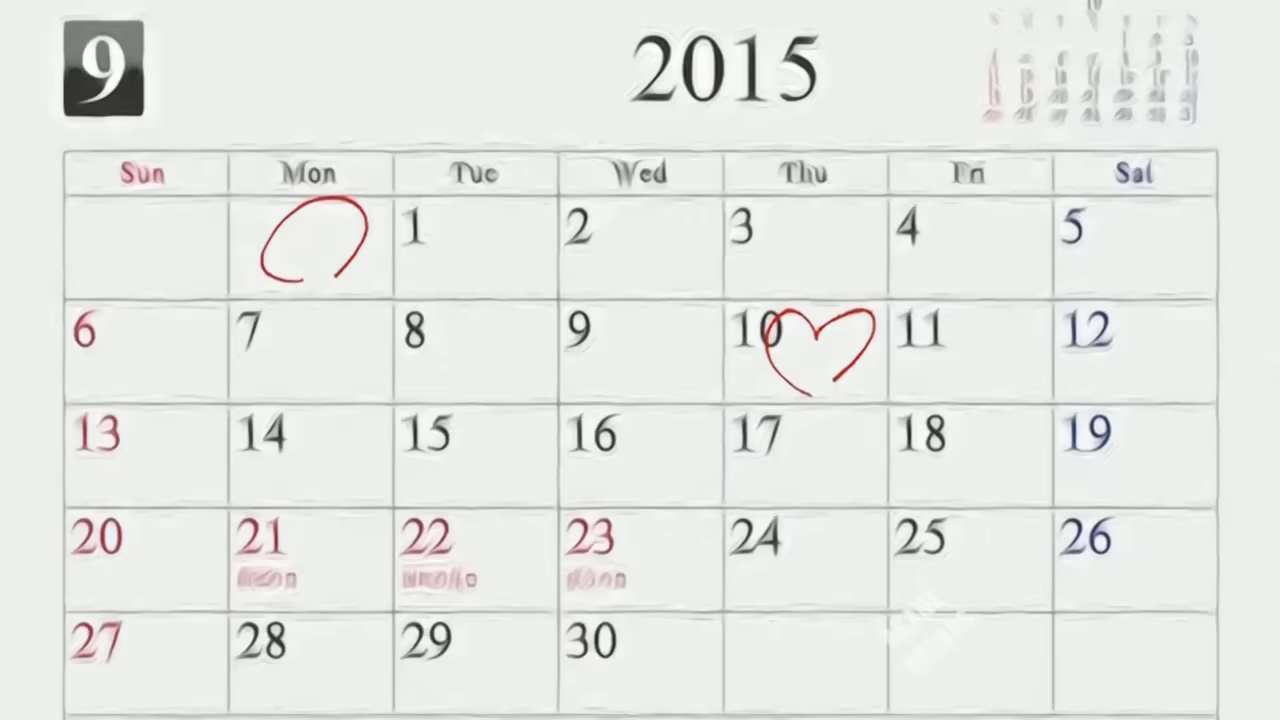 9 2015
Sun Mon Tue Wed Thu Fri Sat
1 2 3 4 5
6 7 8 9 10 11 12
13 14 15 16 17 18 19
20 21 22 23 24 25 26
27 28 29 30